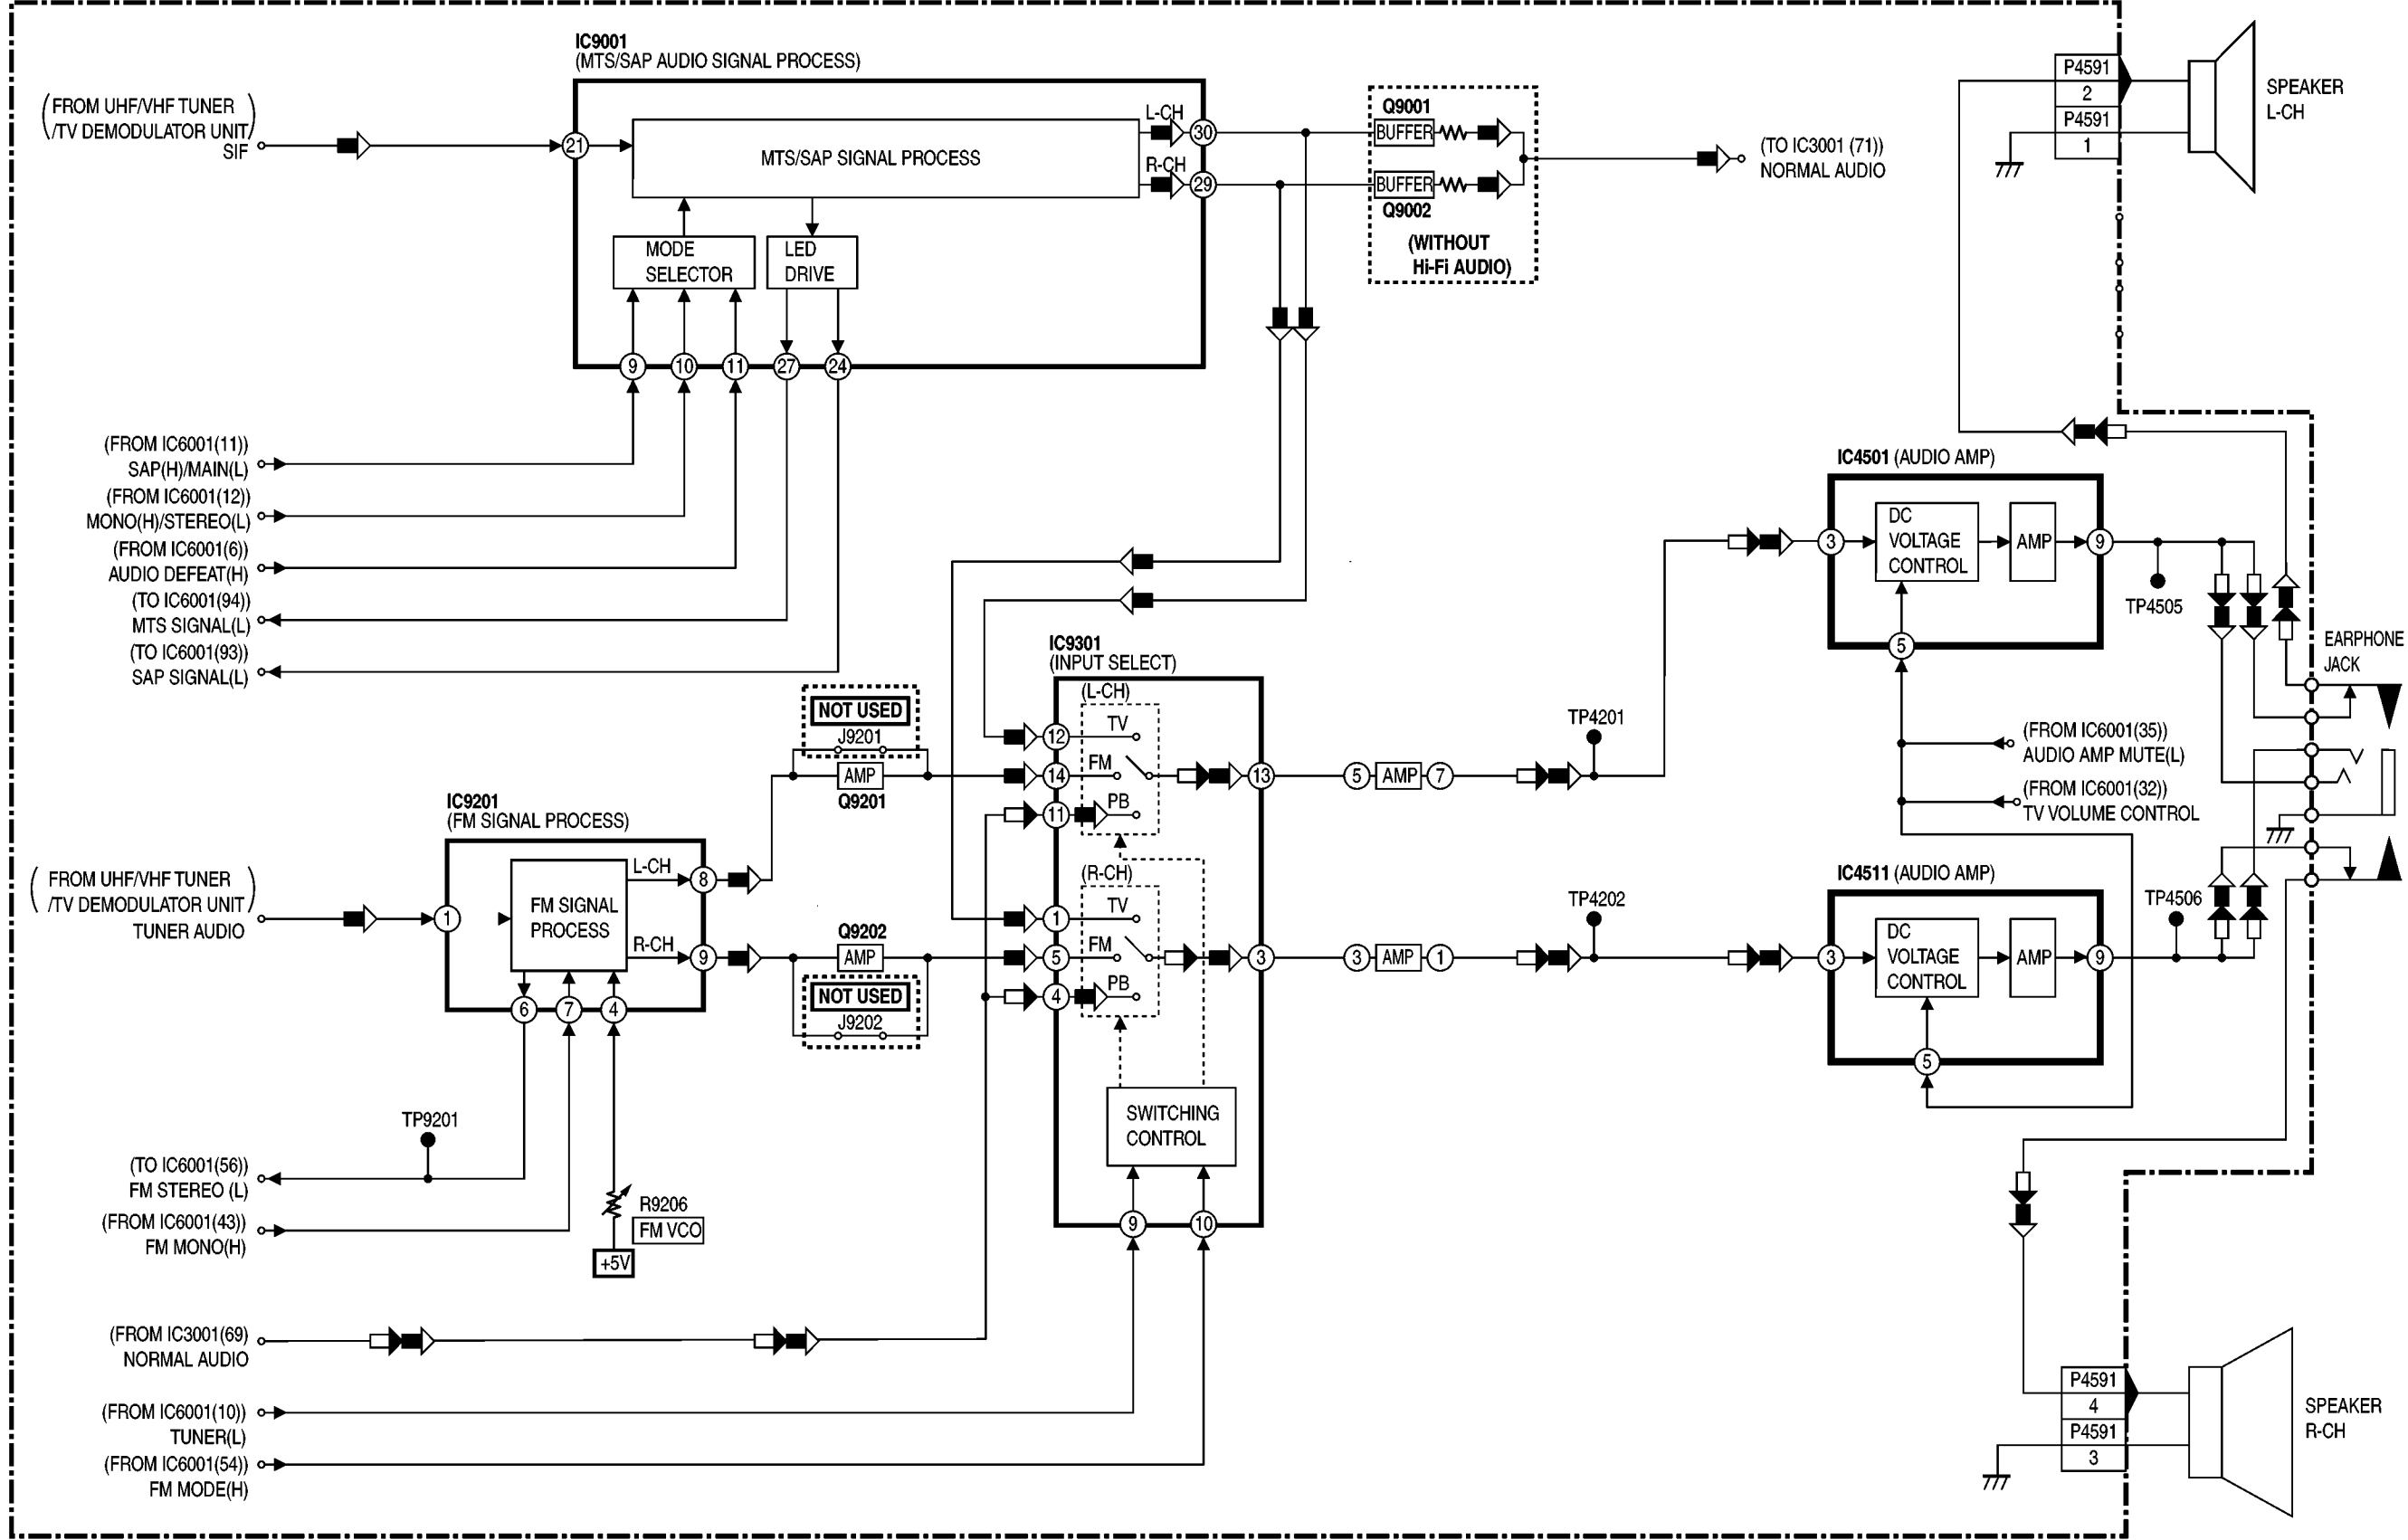 IC9001
(MTS/SAP AUDIO SIGNAL PROCESS)
(FROM UHF/VHF TUNER
/TV DEMODULATOR UNIT)
SIF
21
MTS/SAP SIGNAL PROCESS
L-CH
30
R-CH
29
MODE
SELECTOR
LED
DRIVE
9
10
11
27
24
Q9001
BUFFER
BUFFER
Q9002
(WITHOUT
Hi-Fi AUDIO)
(TO IC3001 (71))
NORMAL AUDIO
P4591
2
P4591
1
SPEAKER
L-CH
(FROM IC6001(11))
SAP(H)/MAIN(L)
(FROM IC6001(12))
MONO(H)/STEREO(L)
(FROM IC6001(6))
AUDIO DEFEAT(H)
(TO IC6001(94))
MTS SIGNAL(L)
(TO IC6001(93))
SAP SIGNAL(L)
IC4501 (AUDIO AMP)
3
DC
VOLTAGE
CONTROL
AMP
9
5
TP4505
EARPHONE
JACK
(FROM IC6001(35))
AUDIO AMP MUTE(L)
(FROM IC6001(32))
TV VOLUME CONTROL
NOT USED
J9201
AMP
Q9201
IC9301
(INPUT SELECT)
(L-CH)
12
TV
14
FM
11
PB
13
5
AMP
7
TP4201
IC9201
(FM SIGNAL PROCESS)
(FROM UHF/VHF TUNER
/TV DEMODULATOR UNIT)
TUNER AUDIO
1
FM SIGNAL
PROCESS
L-CH
8
R-CH
9
6
7
4
Q9202
AMP
NOT USED
J9202
(R-CH)
1
TV
5
FM
4
PB
3
3
AMP
1
TP4202
IC4511 (AUDIO AMP)
3
DC
VOLTAGE
CONTROL
AMP
9
5
TP4506
SWITCHING
CONTROL
9
10
TP9201
(TO IC6001(56))
FM STEREO (L)
(FROM IC6001(43))
FM MONO(H)
R9206
FM VCO
+5V
(FROM IC3001(69)
NORMAL AUDIO
(FROM IC6001(10))
TUNER(L)
(FROM IC6001(54))
FM MODE(H)
P4591
4
P4591
3
SPEAKER
R-CH